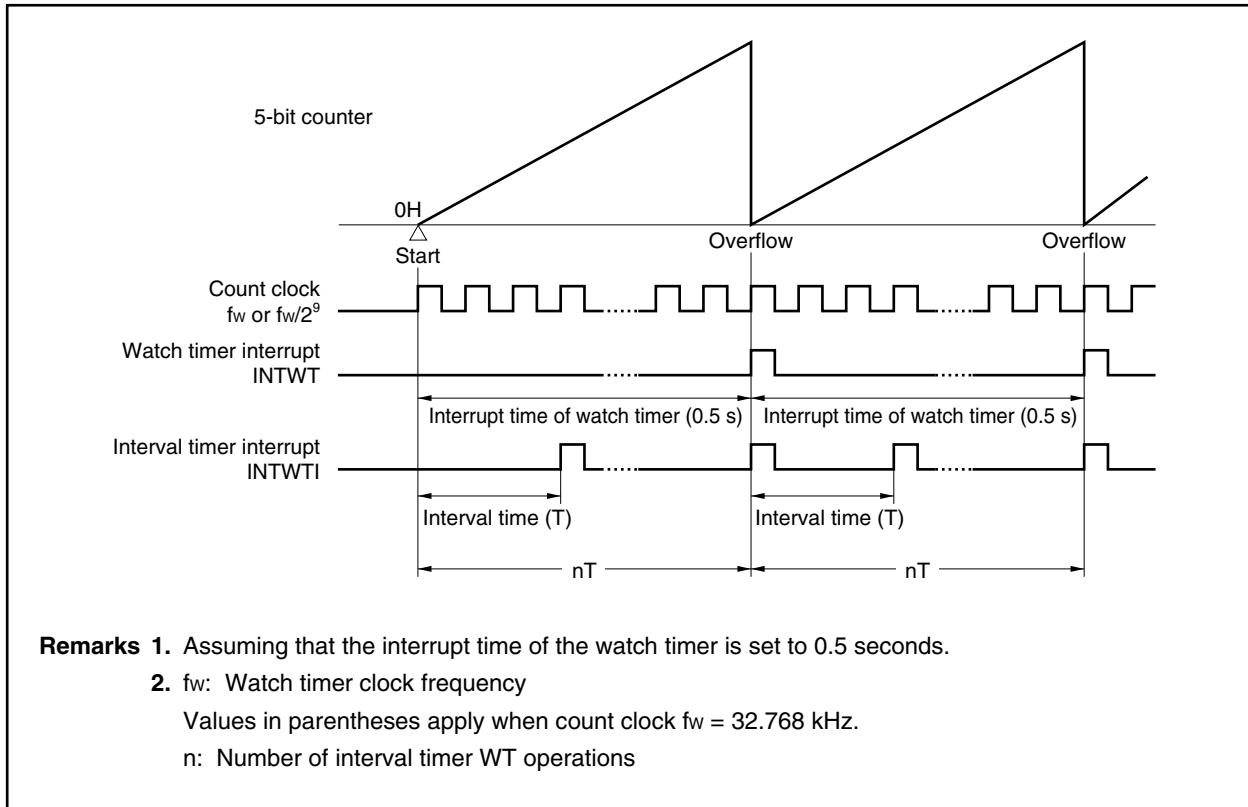 5-bit counter
0H
Start
Overflow
Overflow
Count clock
fw or fw/2⁹
Watch timer interrupt
INTWT
Interrupt time of watch timer (0.5 s)
Interrupt time of watch timer (0.5 s)
Interval timer interrupt
INTWTI
Interval time (T)
Interval time (T)
nT
nT
Remarks 1. Assuming that the interrupt time of the watch timer is set to 0.5 seconds.
2. fw: Watch timer clock frequency
Values in parentheses apply when count clock fw = 32.768 kHz.
n: Number of interval timer WT operations